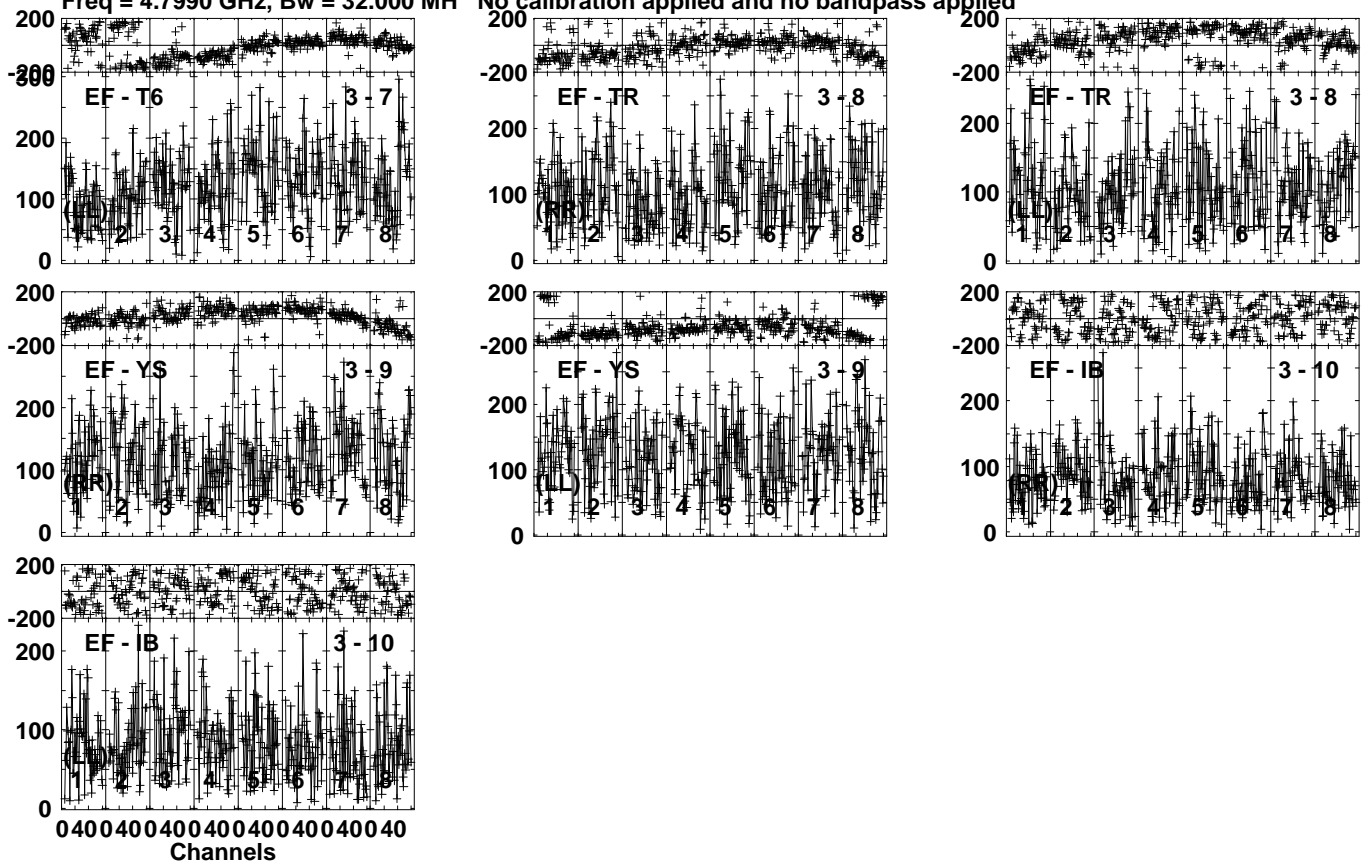 Freq = 4.7990 GHz, Bw = 32.000 MH No calibration applied and no bandpass applied
200
-200
300
EF - T6 3 - 7
200
100
(LL)
0
1 2 3 4 5 6 7 8
200
-200
EF - TR 3 - 8
200
100
(RR)
0
1 2 3 4 5 6 7 8
200
-200
EF - TR 3 - 8
200
100
(LL)
0
1 2 3 4 5 6 7 8
200
-200
EF - YS 3 - 9
200
100
(RR)
0
1 2 3 4 5 6 7 8
200
-200
EF - YS 3 - 9
200
100
(LL)
0
1 2 3 4 5 6 7 8
200
-200
EF - IB 3 - 10
200
100
(RR)
0
1 2 3 4 5 6 7 8
200
-200
EF - IB 3 - 10
200
100
(LL)
0
1 2 3 4 5 6 7 8
0 40 0 40 0 40 0 40 0 40 0 40 0 40 0 40
Channels